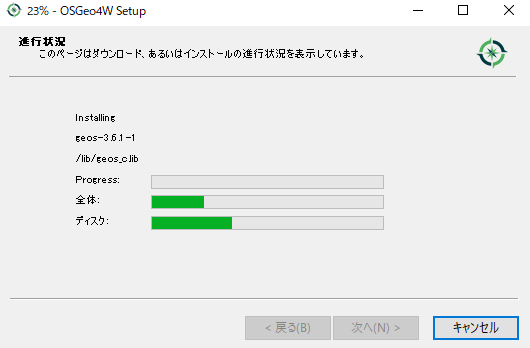 23% - OSGeo4W Setup
進行状況
このページはダウンロード、あるいはインストールの進行状況を表示しています。
Installing
geos-3.6.1-1
/lib/geos_c.lib
Progress:
全体:
ディスク:
< 戻る(B)
次へ(N) >
キャンセル